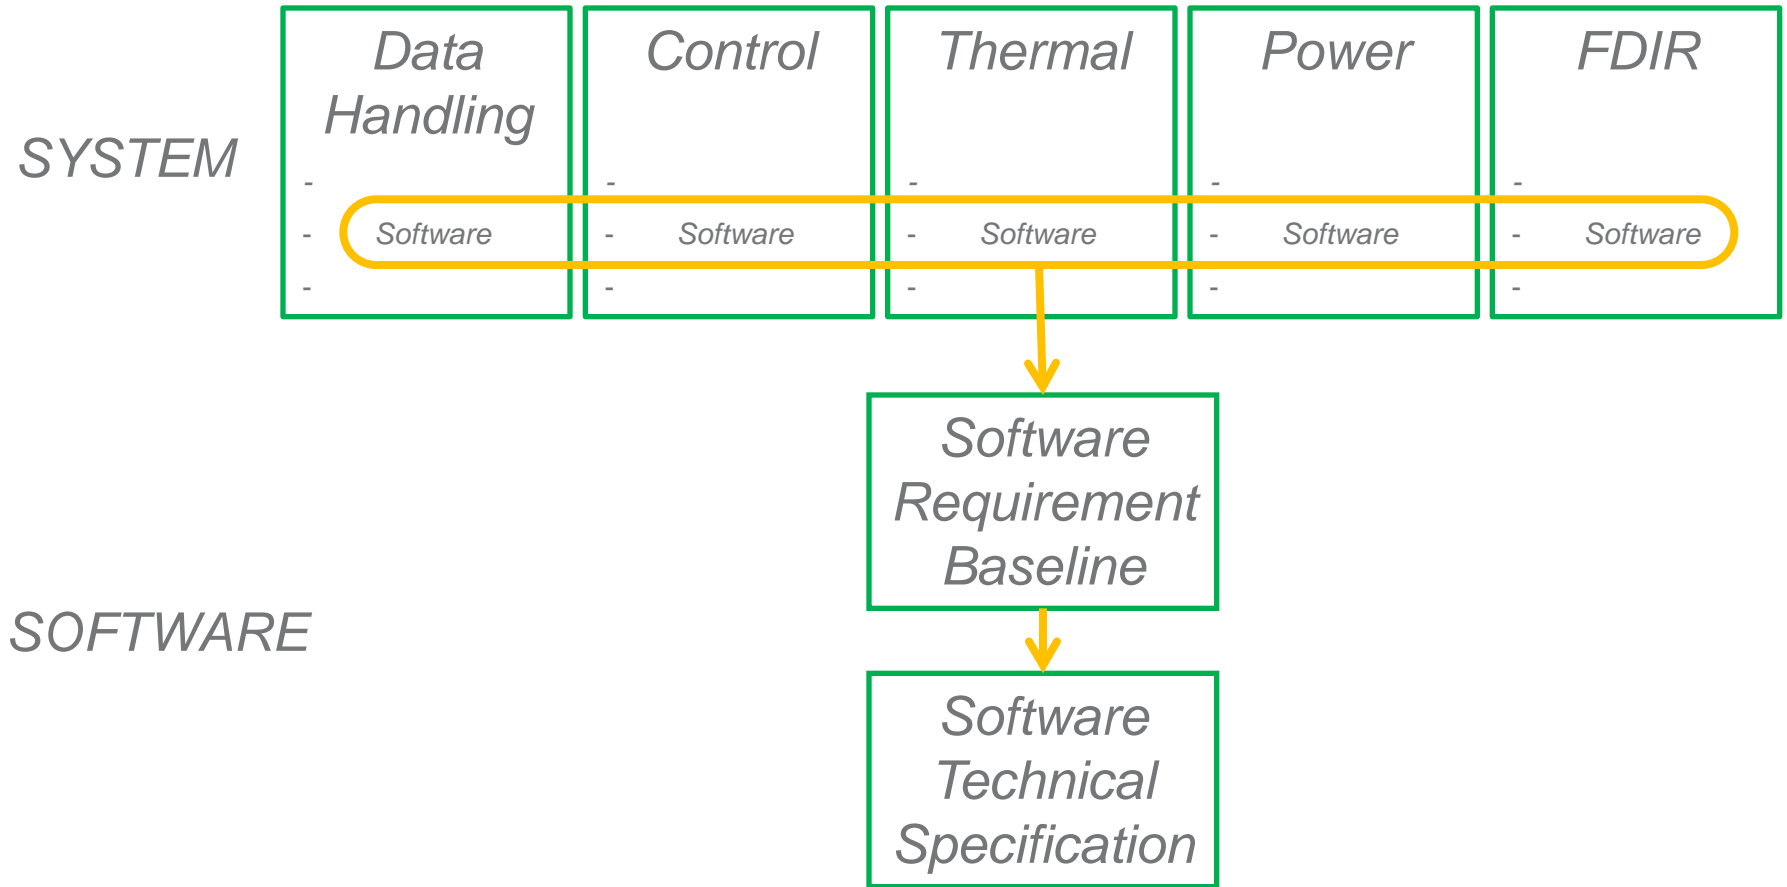 Data
Handling
Control
Thermal
Power
FDIR
SYSTEM
- - - - -
- Software - Software - Software - Software - Software
- - - - -
Software
Requirement
Baseline
SOFTWARE
Software
Technical
Specification